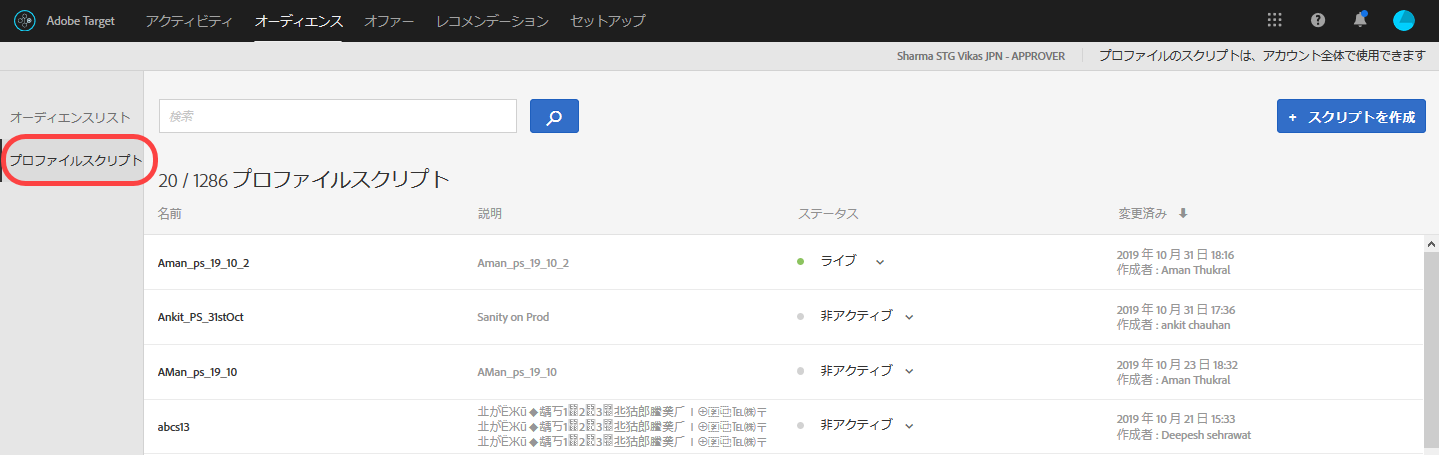 Adobe Target アクティビティ オーディエンス オファー レコメンデーション セットアップ
Sharma STG Vikas JPN - APPROVER プロファイルのスクリプトは、アカウント全体で使用できます
オーディエンスリスト
プロファイルスクリプト
検索
+ スクリプトを作成
20 / 1286 プロファイルスクリプト
名前 説明 ステータス 変更済み
Aman_ps_19_10_2 Aman_ps_19_10_2 ライブ 2019 年 10 月 31 日 18:16
作成者 : Aman Thukral
Ankit_PS_31stOct Sanity on Prod 非アクティブ 2019 年 10 月 31 日 17:36
作成者 : ankit chauhan
AMan_ps_19_10 AMan_ps_19_10 非アクティブ 2019 年 10 月 23 日 18:32
作成者 : Aman Thukral
abcs13 非アクティブ 2019 年 10 月 21 日 15:33
作成者 : Deepesh sehrawat